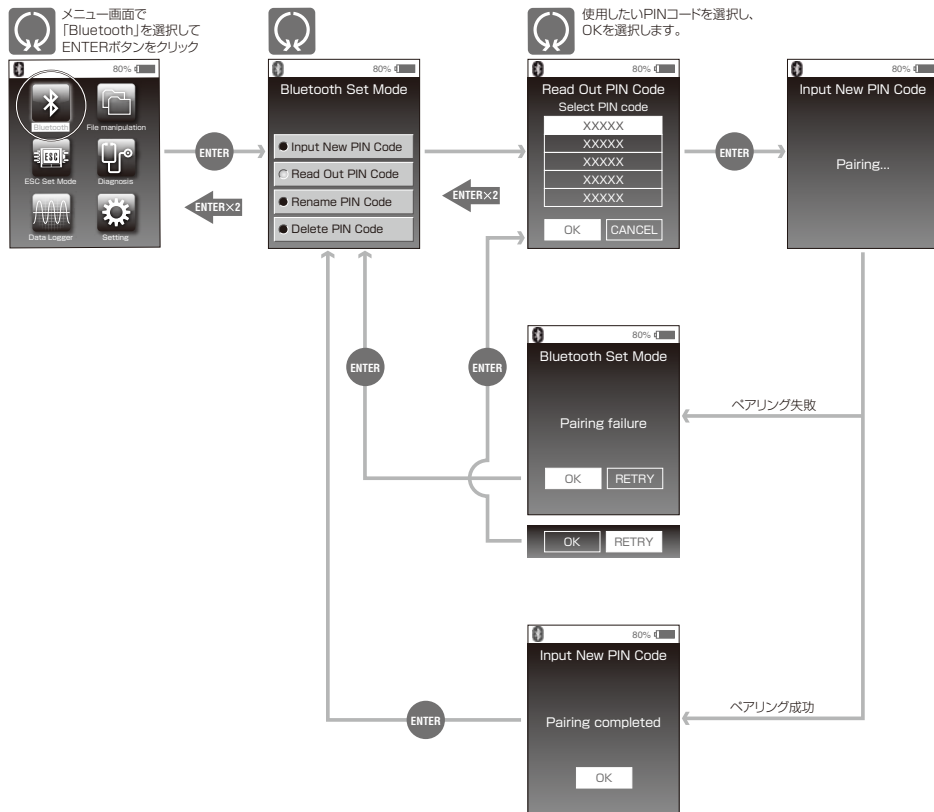 メニュー画面で
「Bluetooth」を選択して
ENTERボタンをクリック
80%
Bluetooth
File manipulation
ESC
ESC Set Mode
Diagnosis
Data Logger
Setting
ENTER
ENTER×2
80%
Bluetooth Set Mode
Input New PIN Code
Read Out PIN Code
Rename PIN Code
Delete PIN Code
ENTER×2
使用したいPINコードを選択し、
OKを選択します。
80%
Read Out PIN Code
Select PIN code
XXXXX
XXXXX
XXXXX
XXXXX
XXXXX
OK CANCEL
ENTER
80%
Input New PIN Code
Pairing...
ENTER
ENTER
80%
Bluetooth Set Mode
Pairing failure
OK RETRY
ペアリング失敗
OK RETRY
80%
Input New PIN Code
Pairing completed
OK
ペアリング成功
ENTER